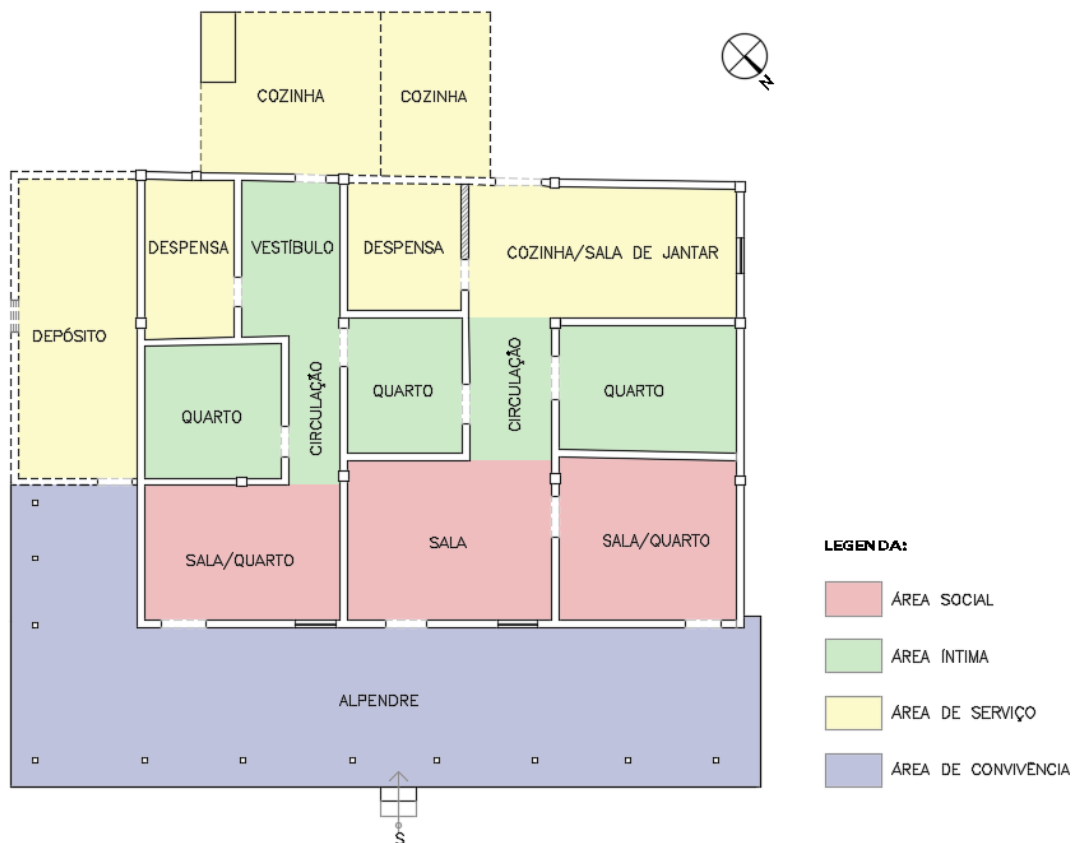 COZINHA
COZINHA
N
DESPENSA
VESTÍBULO
DESPENSA
COZINHA/SALA DE JANTAR
DEPÓSITO
QUARTO
CIRCULAÇÃO
QUARTO
CIRCULAÇÃO
QUARTO
SALA/QUARTO
SALA
SALA/QUARTO
ALPENDRE
S
LEGENDA:
ÁREA SOCIAL
ÁREA ÍNTIMA
ÁREA DE SERVIÇO
ÁREA DE CONVIVÊNCIA